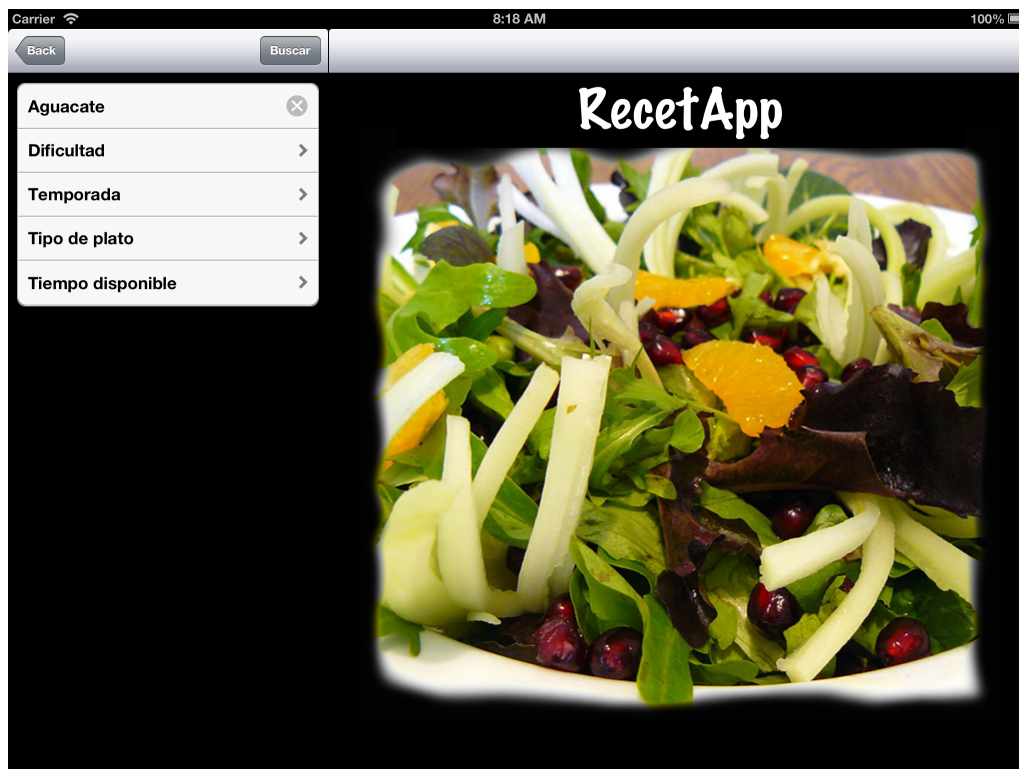 Carrier 8:18 AM 100%
Back Buscar
RecetApp
Aguacate
Dificultad
Temporada
Tipo de plato
Tiempo disponible